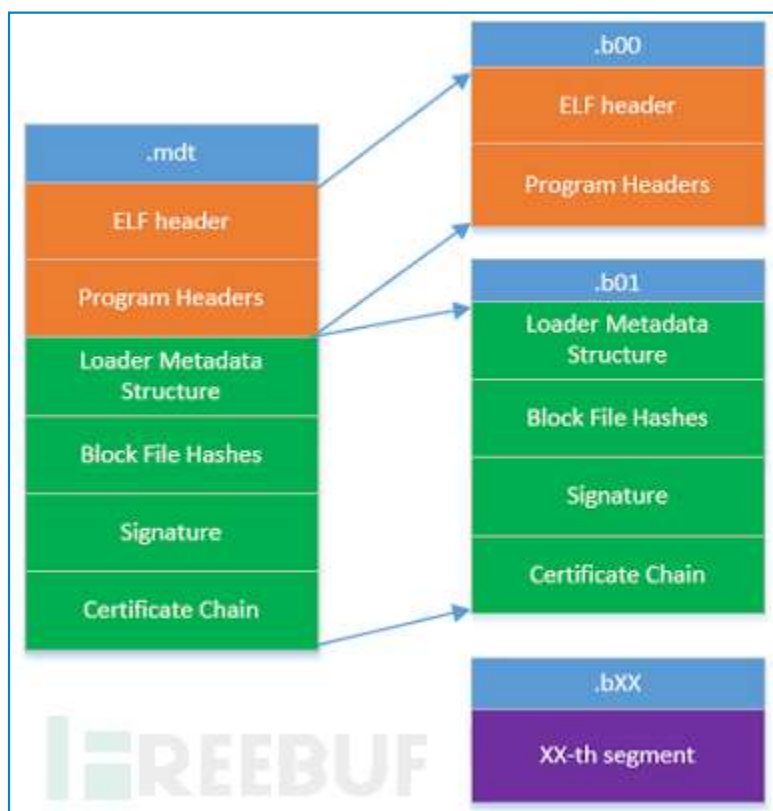 .mdt
ELF header
Program Headers
Loader Metadata
Structure
Block File Hashes
Signature
Certificate Chain
.b00
ELF header
Program Headers
.b01
Loader Metadata
Structure
Block File Hashes
Signature
Certificate Chain
.bXX
XX-th segment
REEBUF